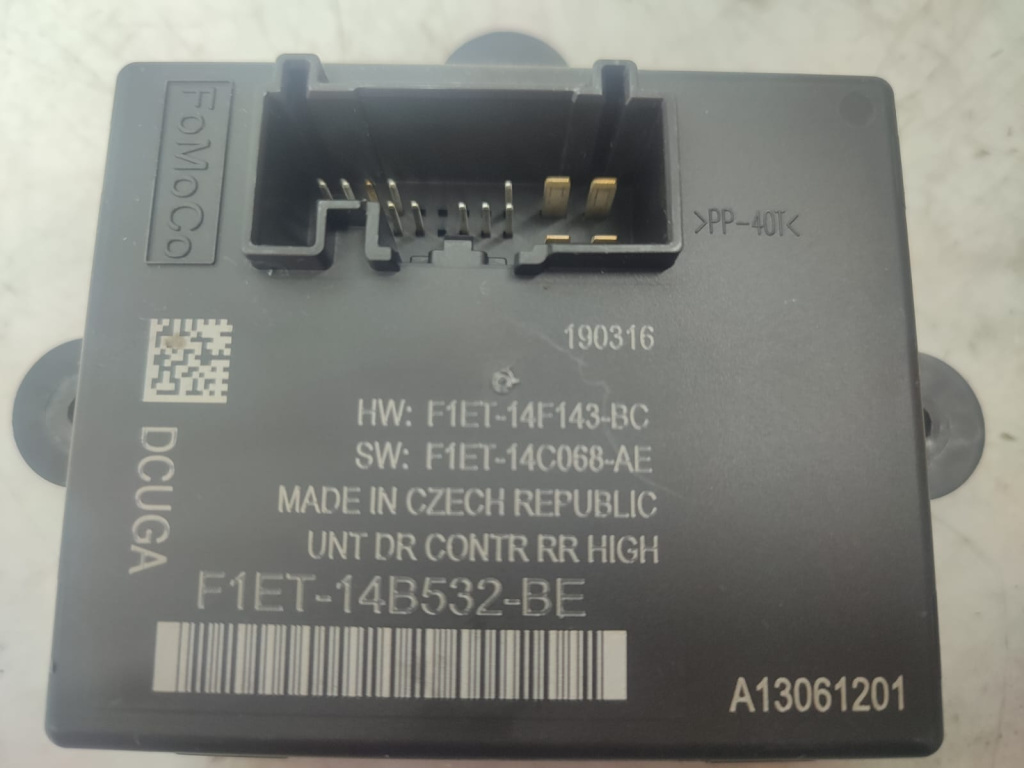 FoMoCo
>PP-40T<
190316
HW: F1ET-14F143-BC
SW: F1ET-14C068-AE
MADE IN CZECH REPUBLIC
UNT DR CONTR RR HIGH
DCUGA
F1ET-14B532-BE
A13061201